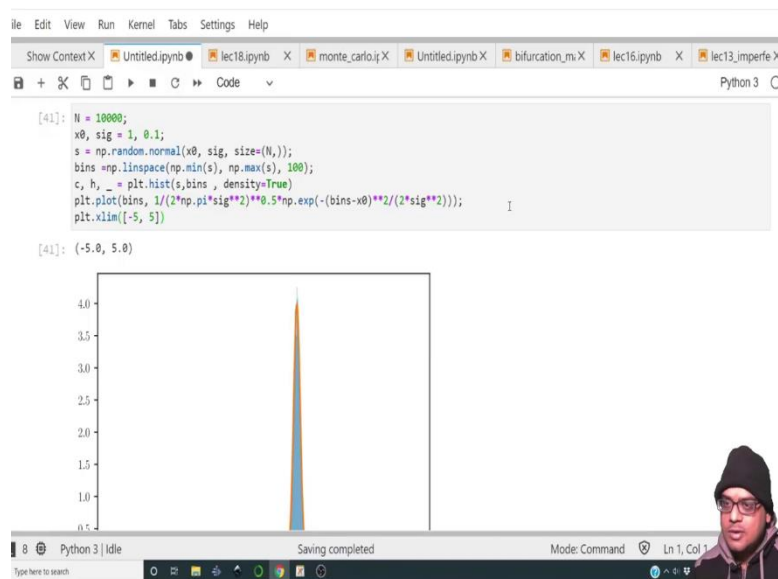 ile Edit View Run Kernel Tabs Settings Help
Show Context X Untitled.ipynb lec18.ipynb X monte_carlo.ip X Untitled.ipynb X bifurcation_m: X lec16.ipynb X lec13_imperfe X
Code Python 3
[41]: N = 10000;
x0, sig = 1, 0.1;
s = np.random.normal(x0, sig, size=(N,));
bins =np.linspace(np.min(s), np.max(s), 100);
c, h, _ = plt.hist(s,bins , density=True)
plt.plot(bins, 1/(2*np.pi*sig**2)**0.5*np.exp(-(bins-x0)**2/(2*sig**2)));
plt.xlim([-5, 5])
[41]: (-5.0, 5.0)
4.0
3.5
3.0
2.5
2.0
1.5
1.0
0.5
8 Python 3 | Idle Saving completed Mode: Command Ln 1, Col 1
Type here to search